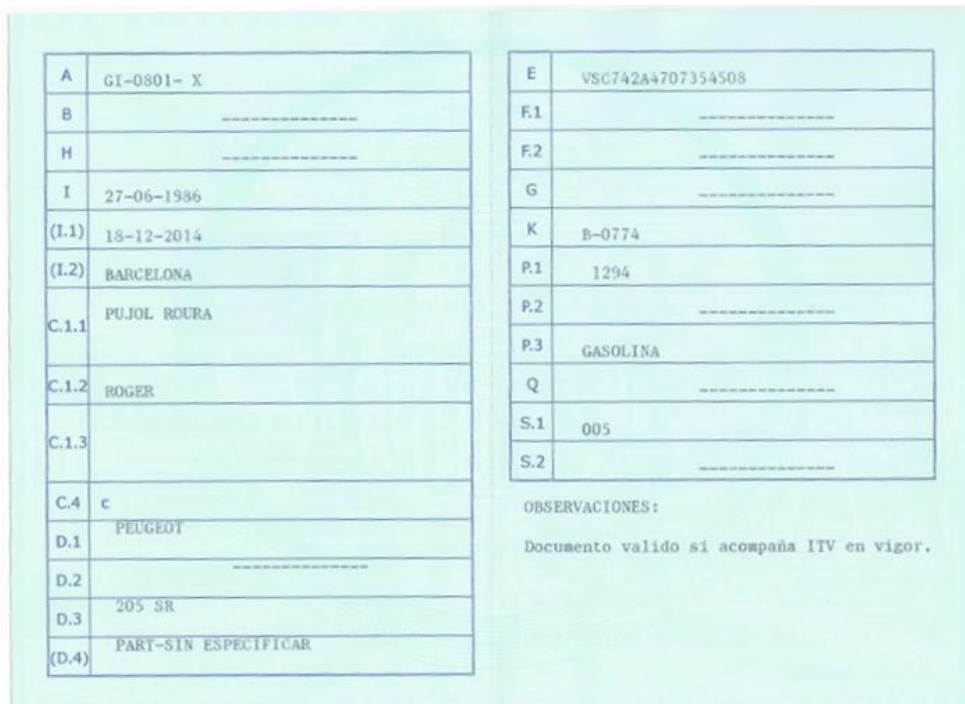 A GI-0801- X
B --------------
H --------------
I 27-06-1986
(I.1) 18-12-2014
(I.2) BARCELONA
C.1.1 PUJOL ROURA
C.1.2 ROGER
C.1.3
C.4 c
D.1 PEUGEOT
D.2 --------------
D.3 205 SR
(D.4) PART-SIN ESPECIFICAR
E VSC742A4707354508
F.1 --------------
F.2 --------------
G --------------
K B-0774
P.1 1294
P.2 --------------
P.3 GASOLINA
Q --------------
S.1 005
S.2 --------------
OBSERVACIONES:
Documento valido si acompaña ITV en vigor.